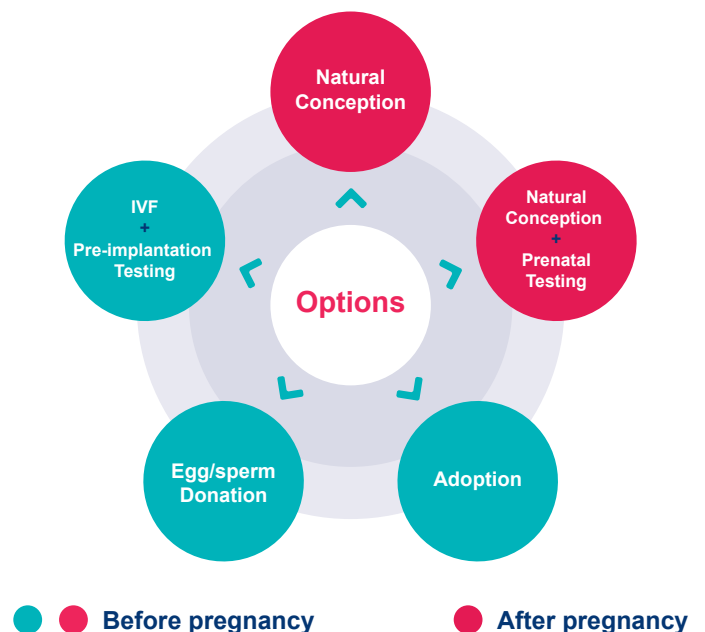 Natural
Conception
IVF
+
Pre-implantation
Testing
Natural
Conception
+
Prenatal
Testing
Options
Egg/sperm
Donation
Adoption
Before pregnancy
After pregnancy